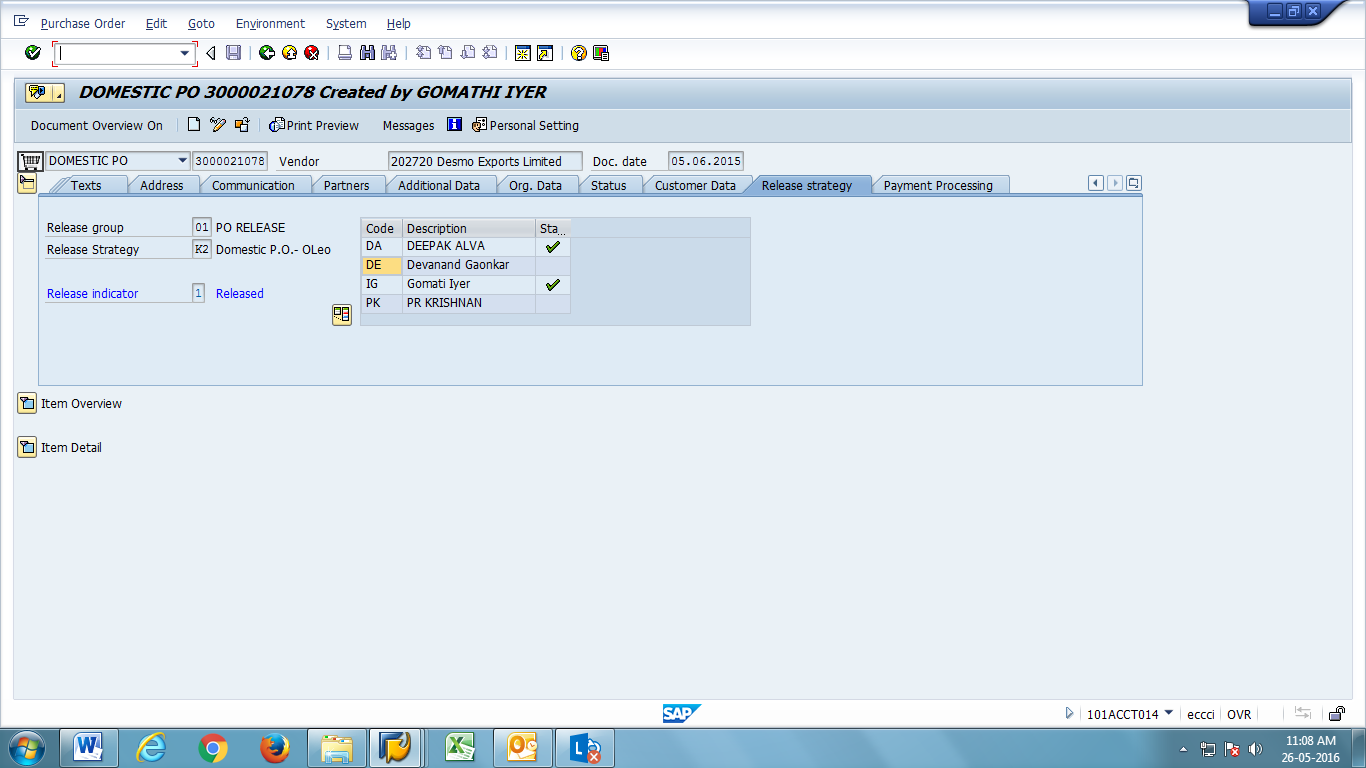 Purchase Order Edit Goto Environment System Help
DOMESTIC PO 3000021078 Created by GOMATHI IYER
Document Overview On Print Preview Messages Personal Setting
DOMESTIC PO 3000021078 Vendor 202720 Desmo Exports Limited Doc. date 05.06.2015
Texts Address Communication Partners Additional Data Org. Data Status Customer Data Release strategy Payment Processing
Release group 01 PO RELEASE
Release Strategy K2 Domestic P.O.- OLeo
Release indicator 1 Released
Code Description Sta...
DA DEEPAK ALVA
DE Devanand Gaonkar
IG Gomati Iyer
PK PR KRISHNAN
Item Overview
Item Detail
SAP
101ACCT014 eccci OVR
11:08 AM
26-05-2016